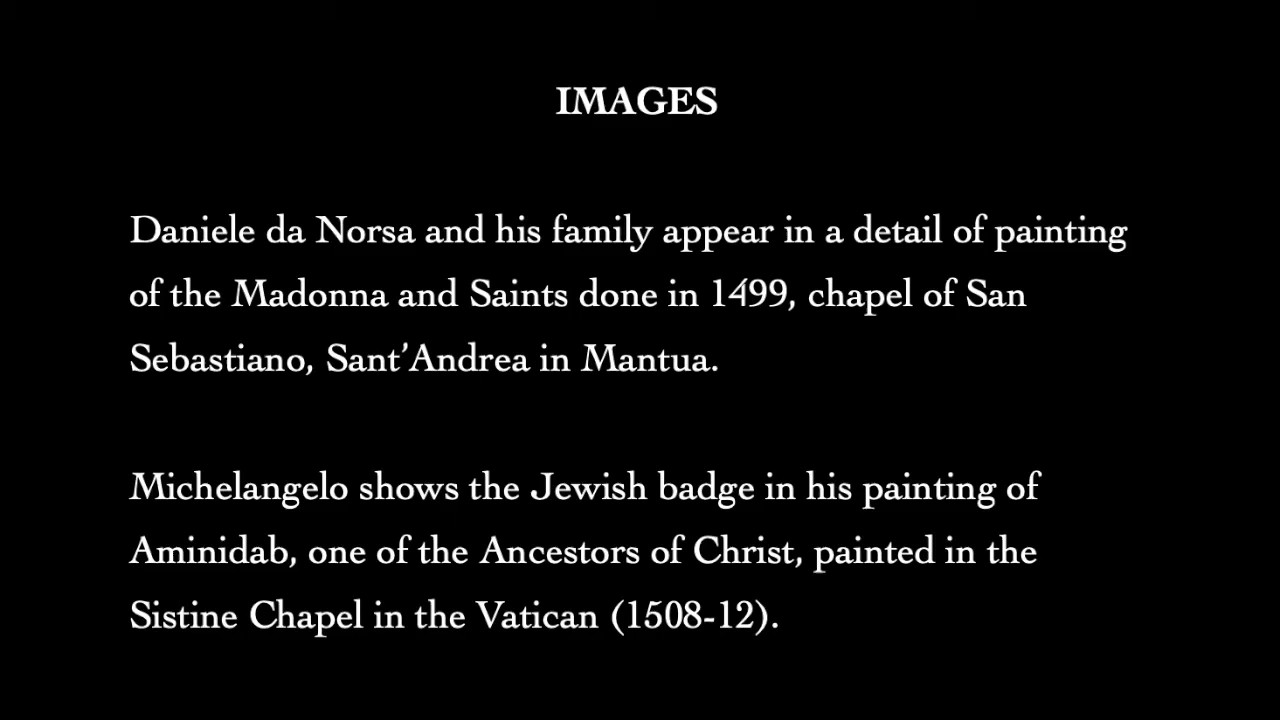 IMAGES
Daniele da Norsa and his family appear in a detail of painting
of the Madonna and Saints done in 1499, chapel of San
Sebastiano, Sant’Andrea in Mantua.
Michelangelo shows the Jewish badge in his painting of
Aminidab, one of the Ancestors of Christ, painted in the
Sistine Chapel in the Vatican (1508-12).